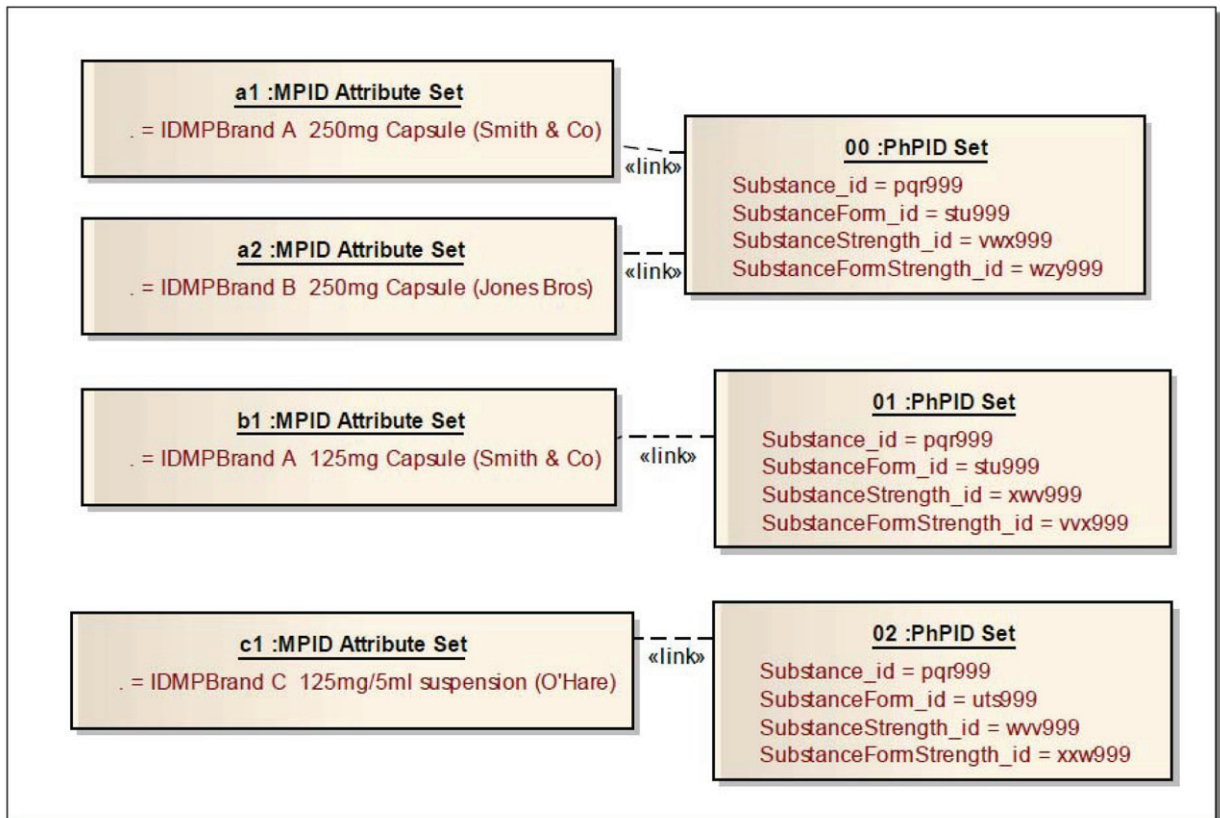 a1 :MPID Attribute Set
. = IDMPBrand A  250mg Capsule (Smith & Co)
«link»
00 :PhPID Set
Substance_id = pqr999
SubstanceForm_id = stu999
SubstanceStrength_id = vwx999
SubstanceFormStrength_id = wzy999
a2 :MPID Attribute Set
. = IDMPBrand B  250mg Capsule (Jones Bros)
«link»
b1 :MPID Attribute Set
. = IDMPBrand A  125mg Capsule (Smith & Co)
«link»
01 :PhPID Set
Substance_id = pqr999
SubstanceForm_id = stu999
SubstanceStrength_id = xwv999
SubstanceFormStrength_id = vvx999
c1 :MPID Attribute Set
. = IDMPBrand C  125mg/5ml suspension (O'Hare)
«link»
02 :PhPID Set
Substance_id = pqr999
SubstanceForm_id = uts999
SubstanceStrength_id = wvv999
SubstanceFormStrength_id = xxw999